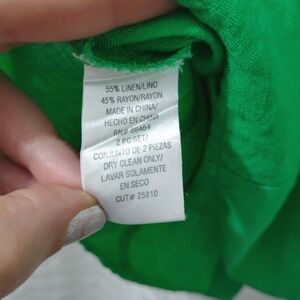 55% LINEN/LINO
45% RAYON/RAYON
MADE IN CHINA/
HECHO EN CHINA
RN# 66464
2 PC SET/
CONJUNTO DE 2 PIEZAS
DRY CLEAN ONLY/
LAVAR SOLAMENTE
EN SECO
CUT# 25810